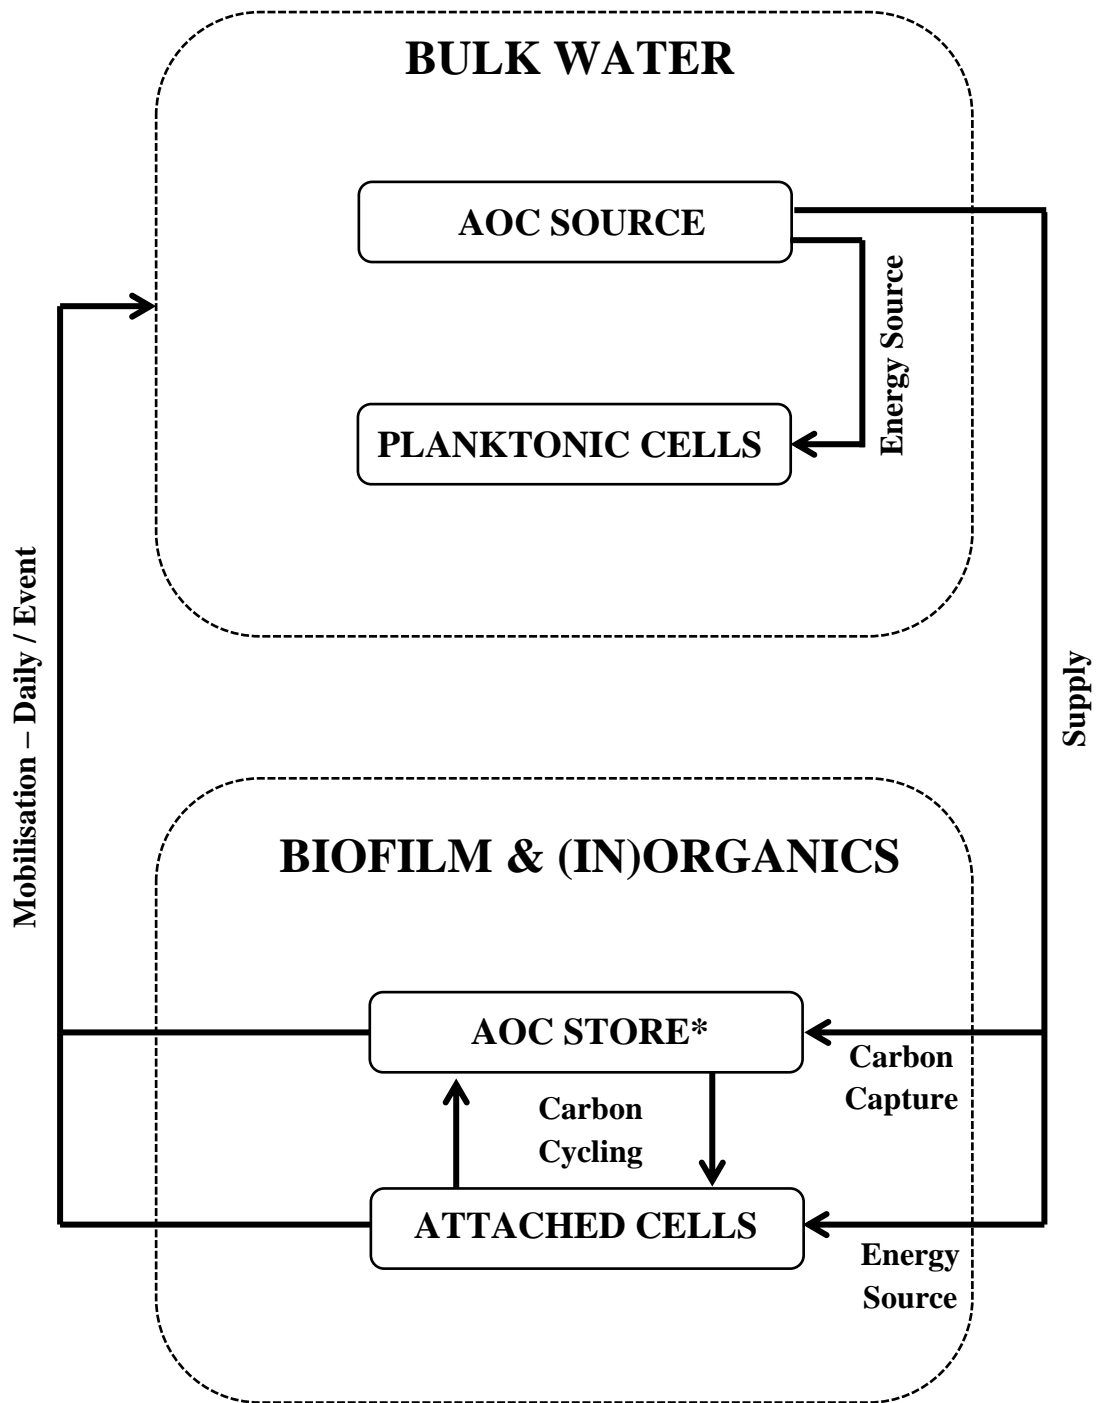 BULK WATER
AOC SOURCE
Energy Source
PLANKTONIC CELLS
Mobilisation – Daily / Event
Supply
BIOFILM & (IN)ORGANICS
AOC STORE*
Carbon
Capture
Carbon
Cycling
ATTACHED CELLS
Energy
Source